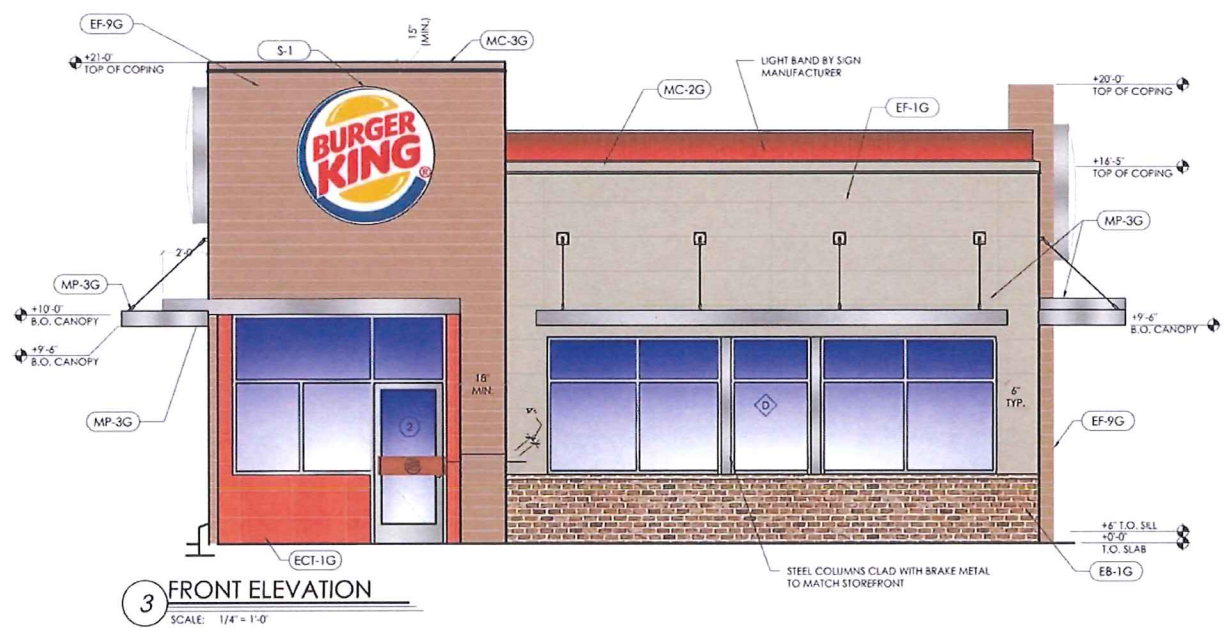 EF-9G
S-1
15"
(MIN.)
MC-3G
+21'-0"
TOP OF COPING
LIGHT BAND BY SIGN
MANUFACTURER
MC-2G
EF-1G
+20'-0"
TOP OF COPING
BURGER
KING
®
+16'-5"
TOP OF COPING
MP-3G
2'-0"
MP-3G
+10'-0"
B.O. CANOPY
+9'-6"
B.O. CANOPY
+9'-6"
B.O. CANOPY
18"
MIN.
6"
TYP.
MP-3G
2
D
EF-9G
+6" T.O. SILL
+0'-0"
T.O. SLAB
ECT-1G
STEEL COLUMNS CLAD WITH BRAKE METAL
TO MATCH STOREFRONT
EB-1G
3
FRONT ELEVATION
SCALE: 1/4" = 1'-0"